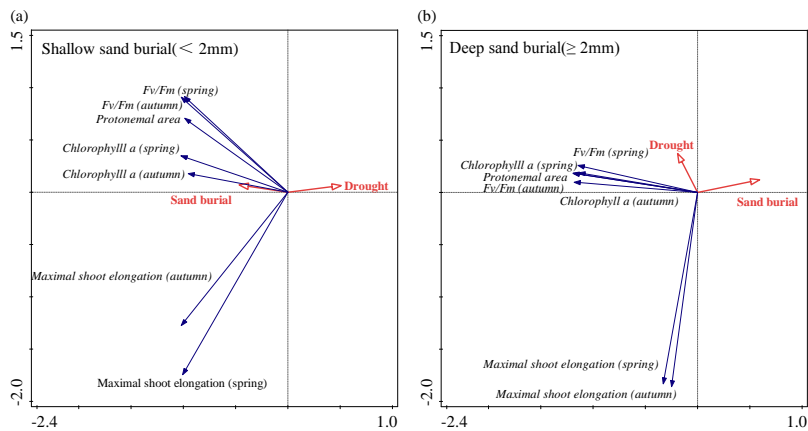 (a)
1.5
Shallow sand burial(< 2mm)
Fv/Fm (spring)
Fv/Fm (autumn)
Protonemal area
Chlorophylll a (spring)
Chlorophylll a (autumn)
Sand burial
Drought
Maximal shoot elongation (autumn)
Maximal shoot elongation (spring)
-2.0
-2.4
1.0
(b)
1.5
Deep sand burial(≥ 2mm)
Drought
Fv/Fm (spring)
Chlorophylll a (spring)
Protonemal area
Fv/Fm (autumn)
Chlorophyll a (autumn)
Sand burial
Maximal shoot elongation (spring)
Maximal shoot elongation (autumn)
-2.0
-2.4
1.0